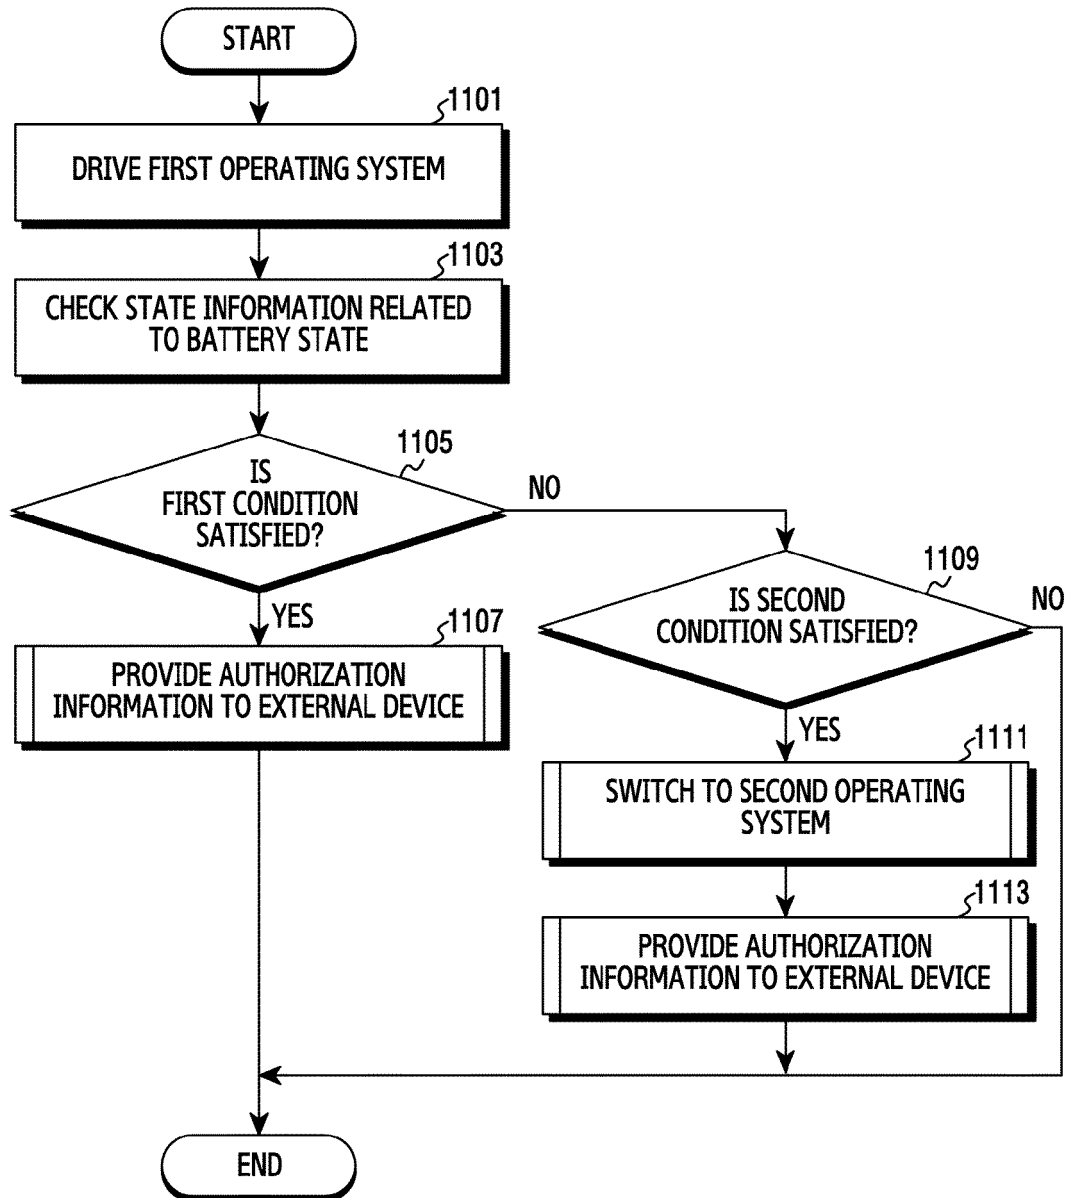 START
1101
DRIVE FIRST OPERATING SYSTEM
1103
CHECK STATE INFORMATION RELATED
TO BATTERY STATE
1105
IS
FIRST CONDITION
SATISFIED?
NO
YES
1107
PROVIDE AUTHORIZATION
INFORMATION TO EXTERNAL DEVICE
1109
IS SECOND
CONDITION SATISFIED?
NO
YES
1111
SWITCH TO SECOND OPERATING
SYSTEM
1113
PROVIDE AUTHORIZATION
INFORMATION TO EXTERNAL DEVICE
END